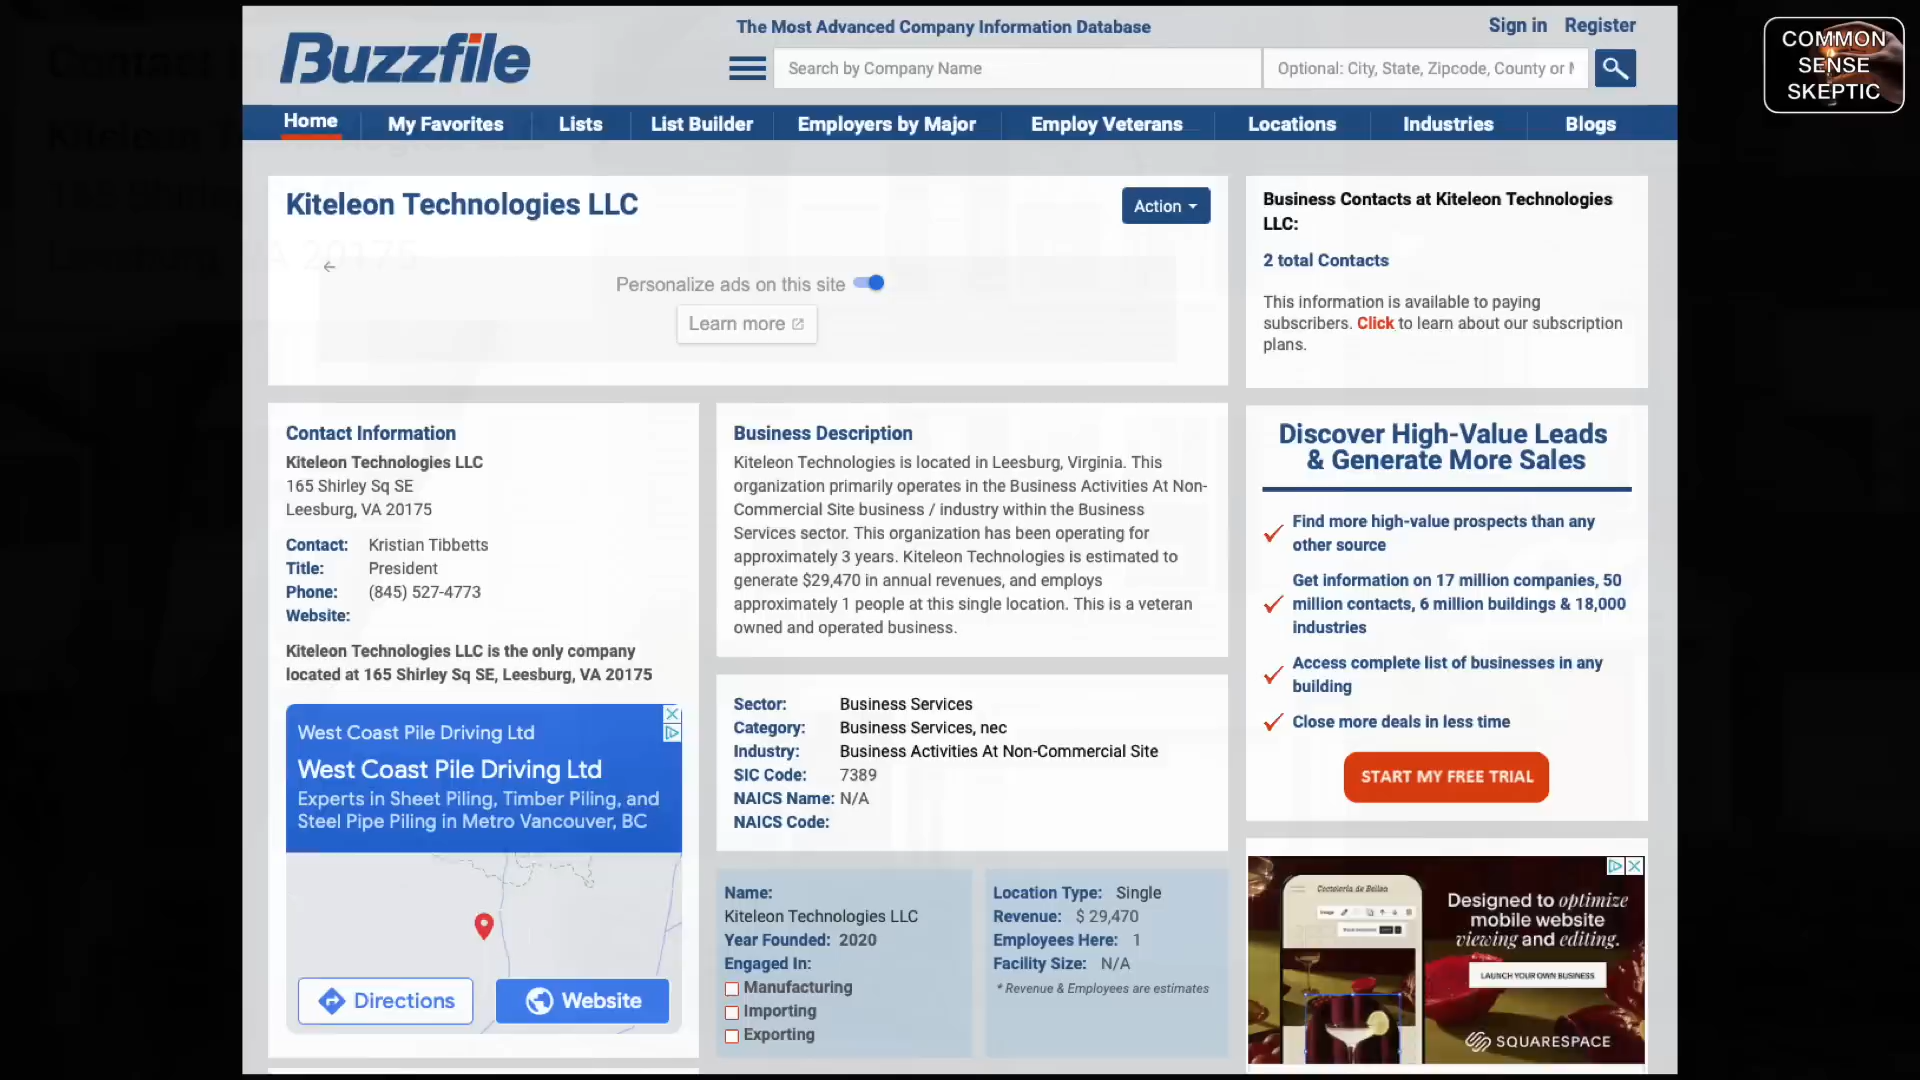 The Most Advanced Company Information Database
Sign in Register
Buzzfile
Search by Company Name
Optional: City, State, Zipcode, County or
COMMON
SENSE
SKEPTIC
Home My Favorites Lists List Builder Employers by Major Employ Veterans Locations Industries Blogs
Kiteleon Technologies LLC
Action
Personalize ads on this site
Learn more
Business Contacts at Kiteleon Technologies
LLC:
2 total Contacts
This information is available to paying
subscribers. Click to learn about our subscription
plans.
Contact Information
Kiteleon Technologies LLC
165 Shirley Sq SE
Leesburg, VA 20175
Contact: Kristian Tibbetts
Title: President
Phone: (845) 527-4773
Website:
Kiteleon Technologies LLC is the only company
located at 165 Shirley Sq SE, Leesburg, VA 20175
West Coast Pile Driving Ltd
West Coast Pile Driving Ltd
Experts in Sheet Piling, Timber Piling, and
Steel Pipe Piling in Metro Vancouver, BC
Directions
Website
Business Description
Kiteleon Technologies is located in Leesburg, Virginia. This
organization primarily operates in the Business Activities At Non-
Commercial Site business / industry within the Business
Services sector. This organization has been operating for
approximately 3 years. Kiteleon Technologies is estimated to
generate $29,470 in annual revenues, and employs
approximately 1 people at this single location. This is a veteran
owned and operated business.
Sector: Business Services
Category: Business Services, nec
Industry: Business Activities At Non-Commercial Site
SIC Code: 7389
NAICS Name: N/A
NAICS Code:
Name:
Kiteleon Technologies LLC
Year Founded: 2020
Engaged In:
Manufacturing
Importing
Exporting
Location Type: Single
Revenue: $ 29,470
Employees Here: 1
Facility Size: N/A
* Revenue & Employees are estimates
Discover High-Value Leads
& Generate More Sales
Find more high-value prospects than any
other source
Get information on 17 million companies, 50
million contacts, 6 million buildings & 18,000
industries
Access complete list of businesses in any
building
Close more deals in less time
START MY FREE TRIAL
Coctelería de Bellea
Image
Designed to optimize
mobile website
viewing and editing.
LAUNCH YOUR OWN BUSINESS
SQUARESPACE